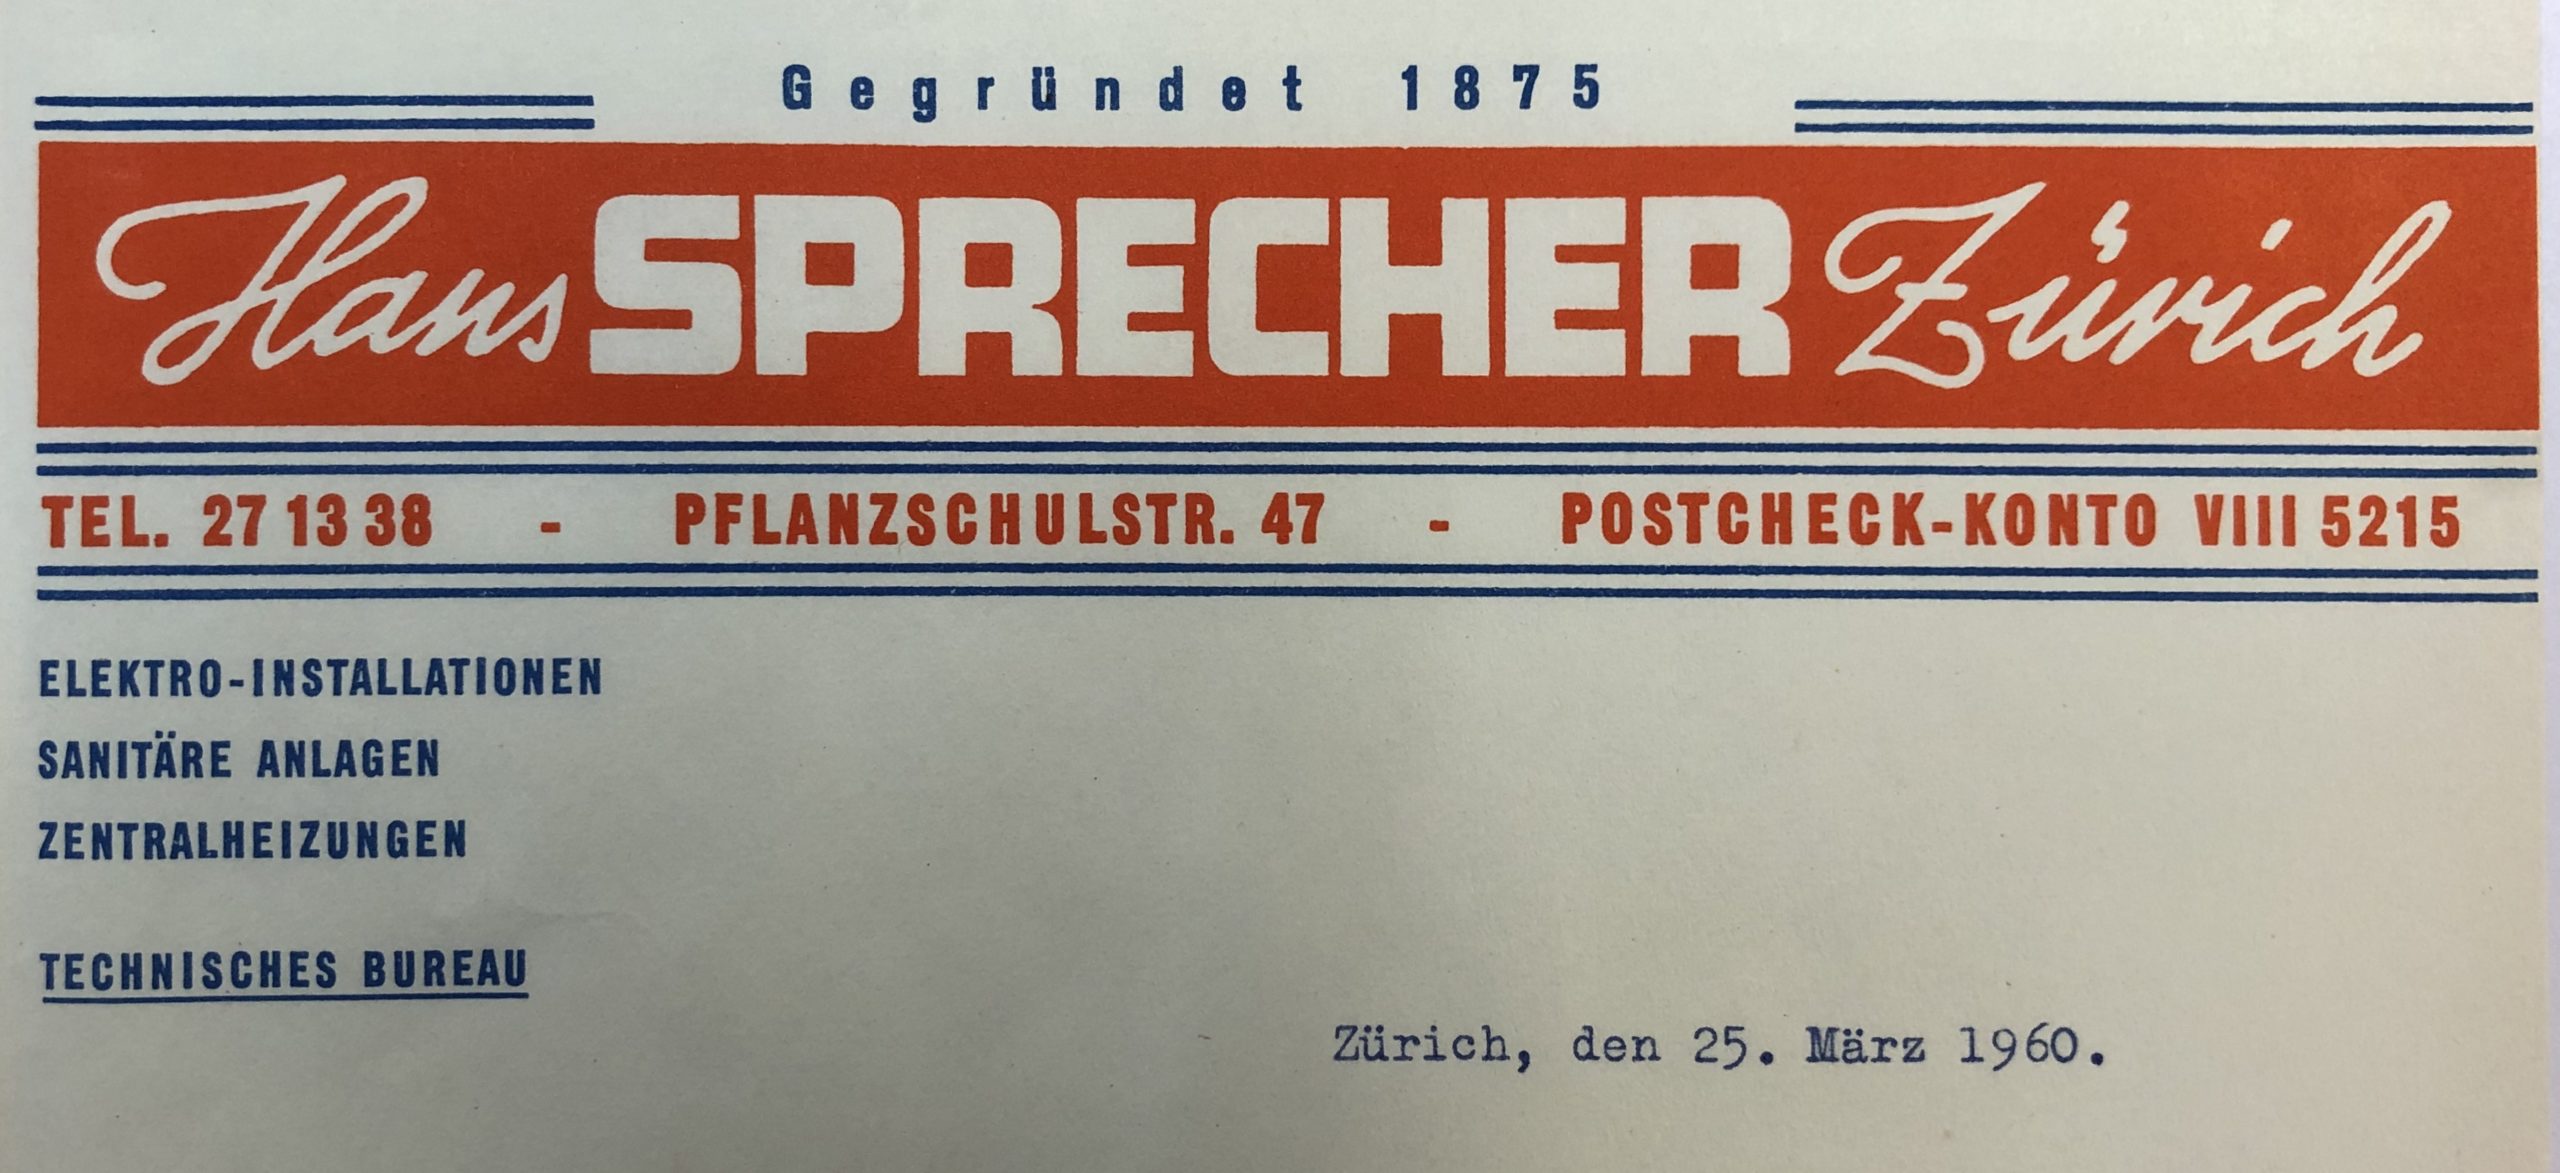 Gegründet 1875
Hans SPRECHER Zürich
TEL. 27 13 38 - PFLANZSCHULSTR. 47 - POSTCHECK-KONTO VIII 5215
ELEKTRO-INSTALLATIONEN
SANITÄRE ANLAGEN
ZENTRALHEIZUNGEN
TECHNISCHES BUREAU
Zürich, den 25. März 1960.